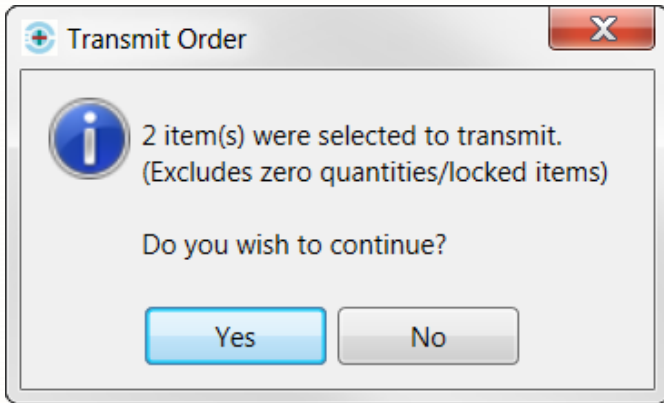 Transmit Order
2 item(s) were selected to transmit.
(Excludes zero quantities/locked items)
Do you wish to continue?
Yes
No